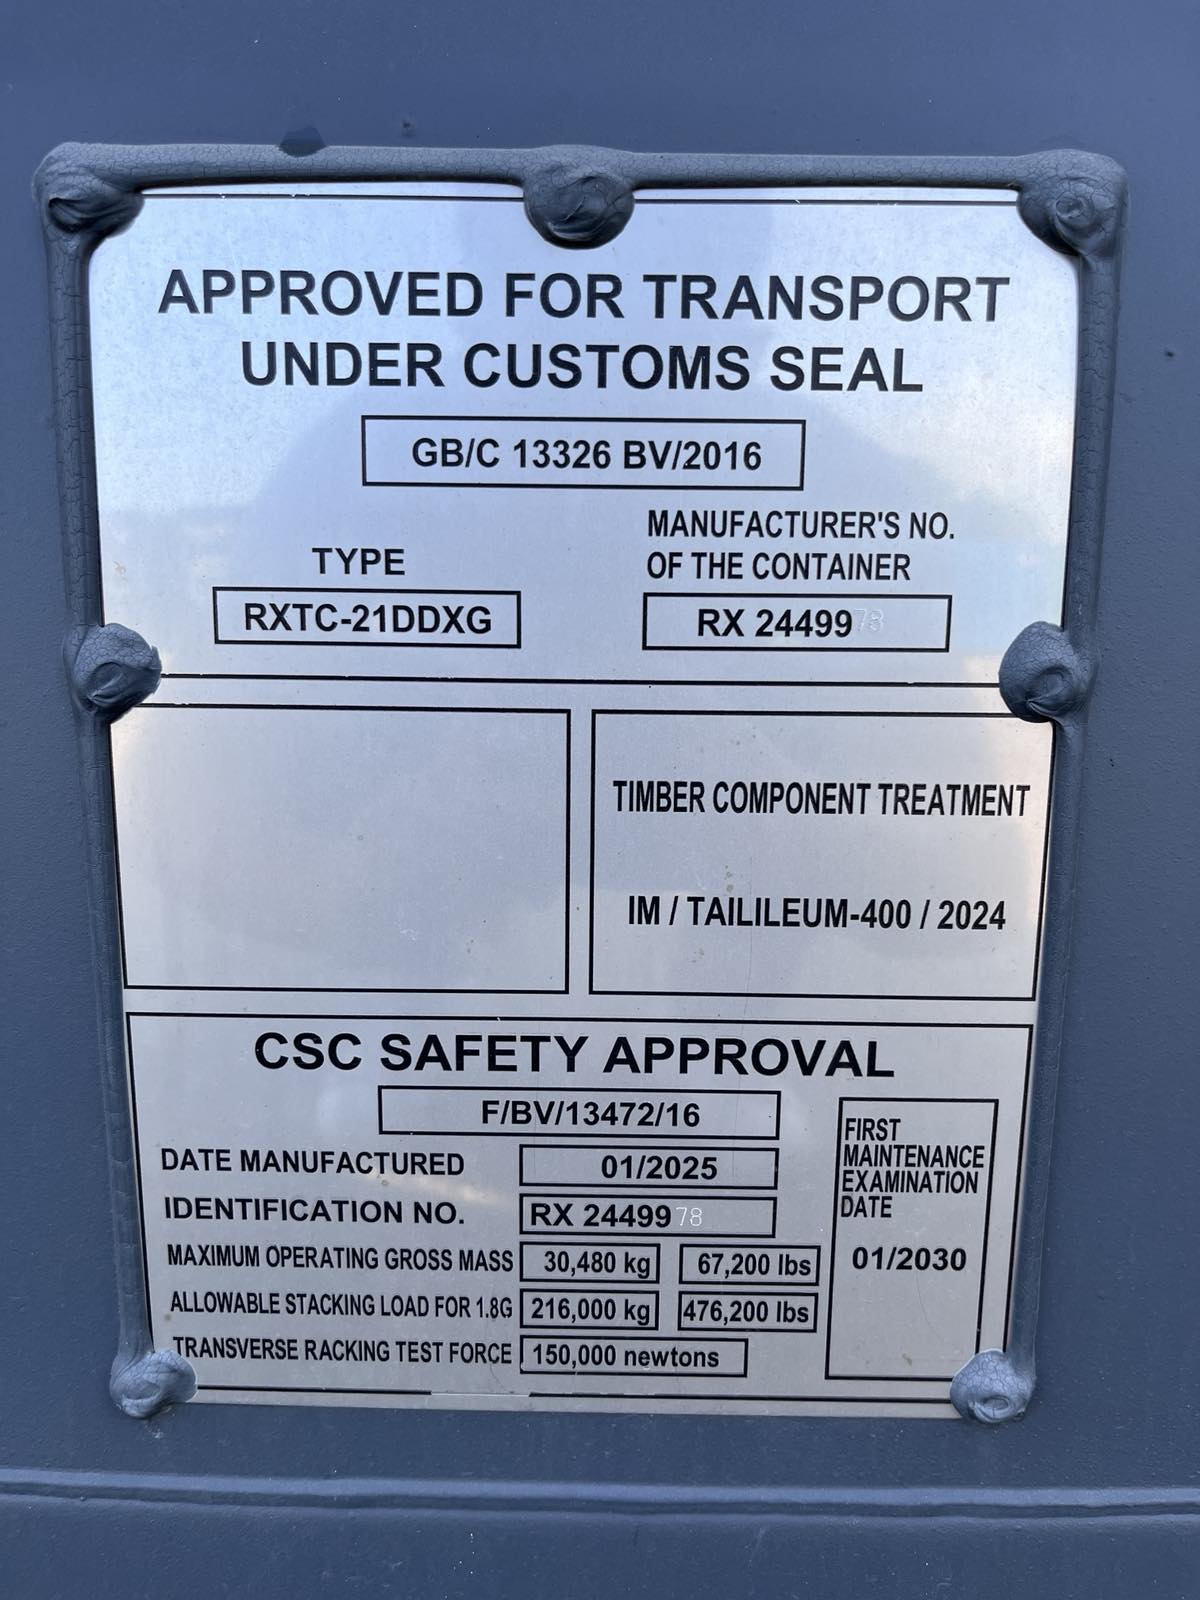 APPROVED FOR TRANSPORT
UNDER CUSTOMS SEAL
GB/C 13326 BV/2016
TYPE
RXTC-21DDXG
MANUFACTURER'S NO.
OF THE CONTAINER
RX 2449978
TIMBER COMPONENT TREATMENT
IM / TAILILEUM-400 / 2024
CSC SAFETY APPROVAL
F/BV/13472/16
DATE MANUFACTURED 01/2025
IDENTIFICATION NO. RX 2449978
MAXIMUM OPERATING GROSS MASS 30,480 kg 67,200 lbs
ALLOWABLE STACKING LOAD FOR 1.8G 216,000 kg 476,200 lbs
TRANSVERSE RACKING TEST FORCE 150,000 newtons
FIRST
MAINTENANCE
EXAMINATION
DATE
01/2030